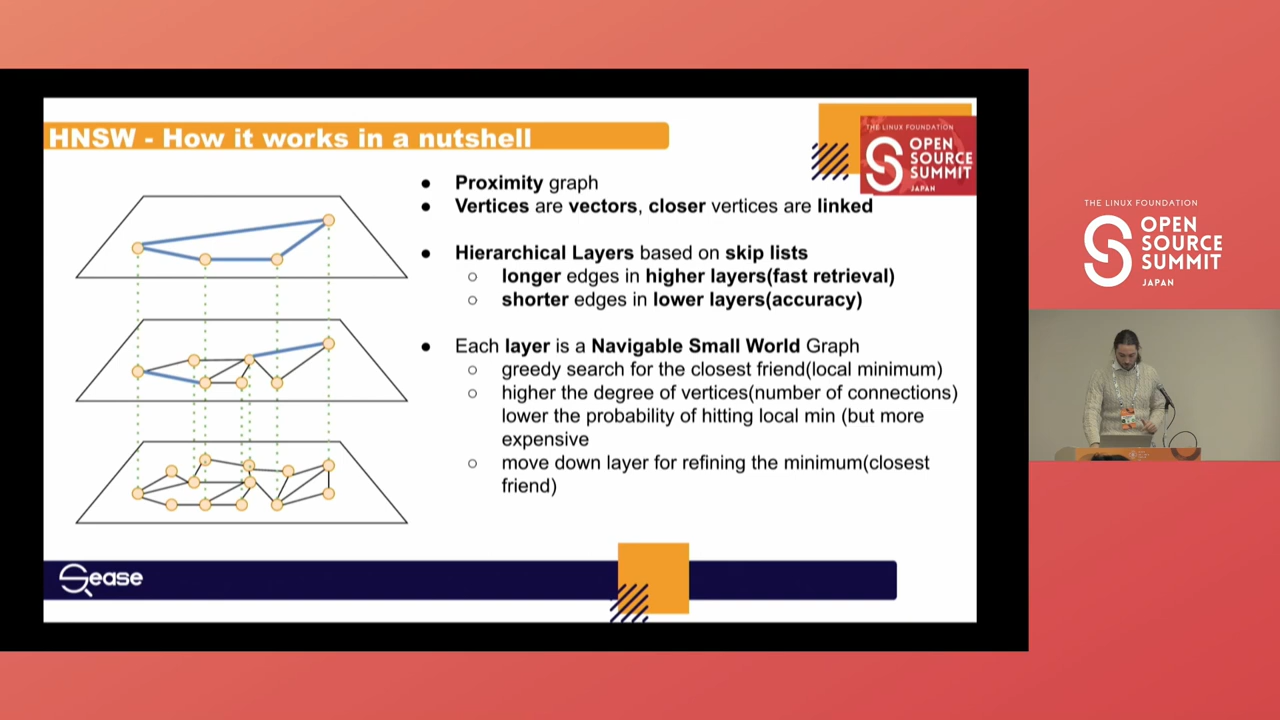 HNSW - How it works in a nutshell
THE LINUX FOUNDATION
OPEN
SOURCE
SUMMIT
JAPAN
● Proximity graph
● Vertices are vectors, closer vertices are linked
● Hierarchical Layers based on skip lists
○ longer edges in higher layers(fast retrieval)
○ shorter edges in lower layers(accuracy)
● Each layer is a Navigable Small World Graph
○ greedy search for the closest friend(local minimum)
○ higher the degree of vertices(number of connections)
lower the probability of hitting local min (but more
expensive
○ move down layer for refining the minimum(closest
friend)
Sease
THE LINUX FOUNDATION
OPEN
SOURCE
SUMMIT
JAPAN